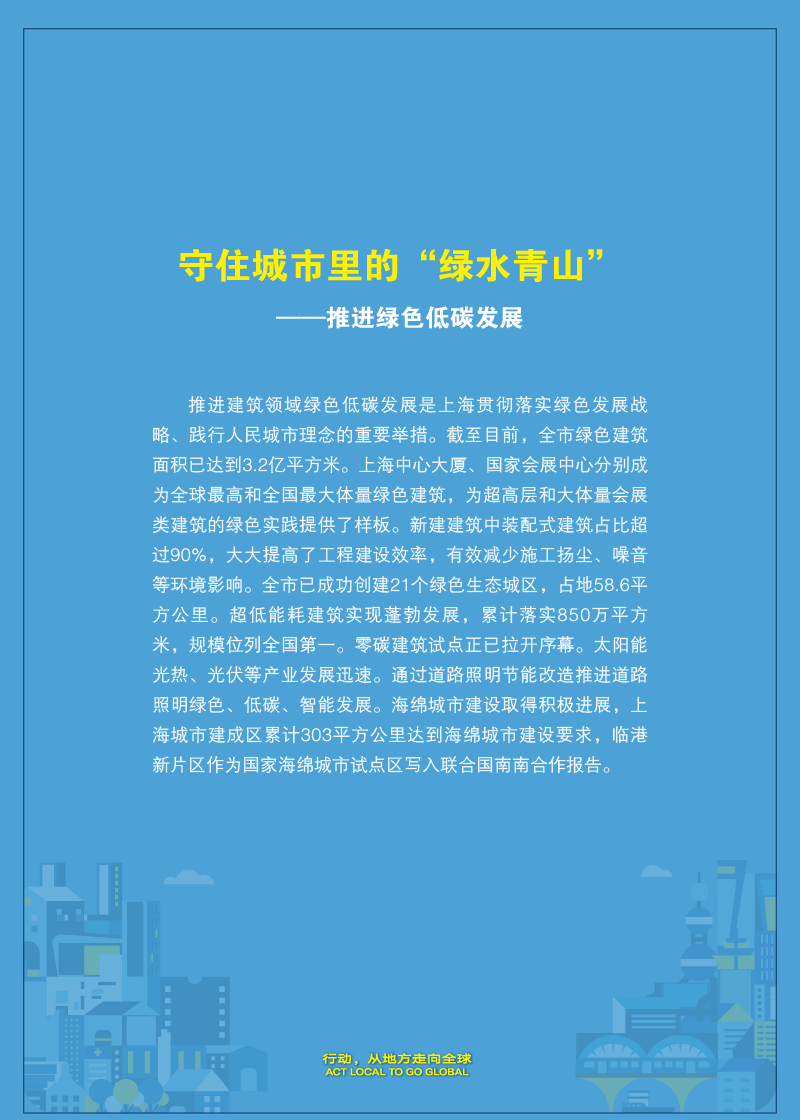 守住城市里的“绿水青山”
——推进绿色低碳发展
推进建筑领域绿色低碳发展是上海贯彻落实绿色发展战
略、践行人民城市理念的重要举措。截至目前，全市绿色建筑
面积已达到3.2亿平方米。上海中心大厦、国家会展中心分别成
为全球最高和全国最大体量绿色建筑，为超高层和大体量会展
类建筑的绿色实践提供了样板。新建建筑中装配式建筑占比超
过90%，大大提高了工程建设效率，有效减少施工扬尘、噪音
等环境影响。全市已成功创建21个绿色生态城区，占地58.6平
方公里。超低能耗建筑实现蓬勃发展，累计落实850万平方
米，规模位列全国第一。零碳建筑试点正已拉开序幕。太阳能
光热、光伏等产业发展迅速。通过道路照明节能改造推进道路
照明绿色、低碳、智能发展。海绵城市建设取得积极进展，上
海城市建成区累计303平方公里达到海绵城市建设要求，临港
新片区作为国家海绵城市试点区写入联合国南南合作报告。
行动，从地方走向全球
ACT LOCAL TO GO GLOBAL